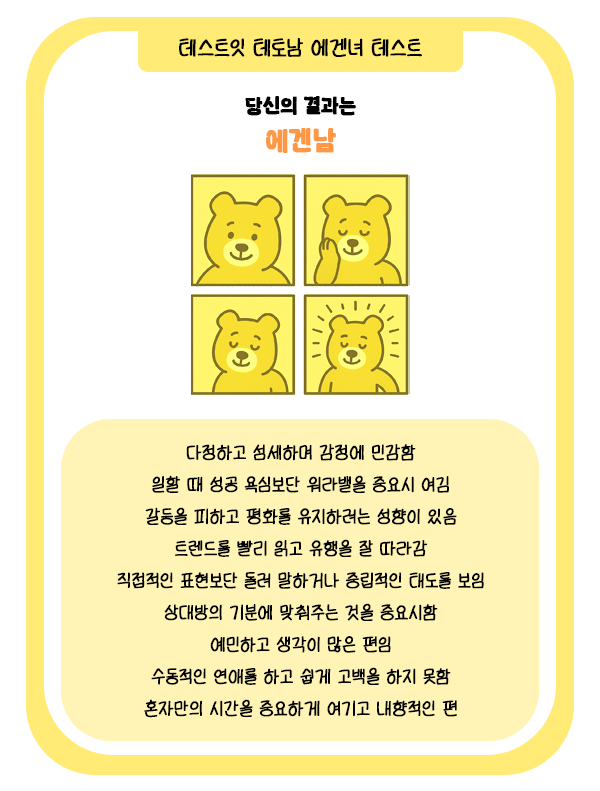 테스트잇 테토남 에겐녀 테스트
당신의 결과는
에겐남
다정하고 섬세하며 감정에 민감함
일할 때 성공 욕심보단 워라밸을 중요시 여김
갈등을 피하고 평화를 유지하려는 성향이 있음
트렌드를 빨리 읽고 유행을 잘 따라감
직접적인 표현보단 돌려 말하거나 중립적인 태도를 보임
상대방의 기분에 맞춰주는 것을 중요시함
예민하고 생각이 많은 편임
수동적인 연애를 하고 쉽게 고백을 하지 못함
혼자만의 시간을 중요하게 여기고 내향적인 편